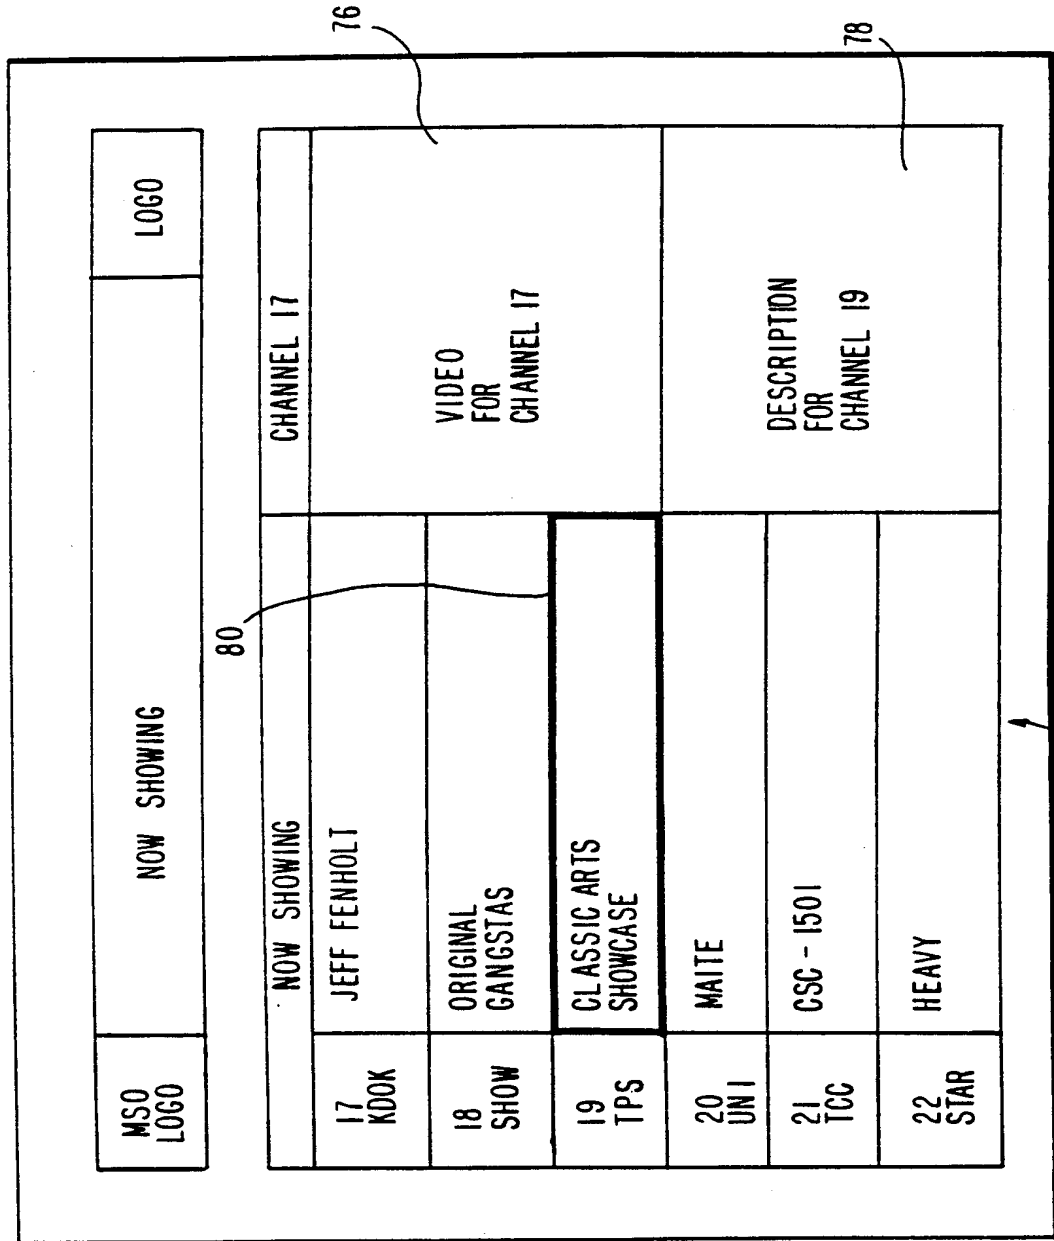 MSO
LOGO
NOW SHOWING
LOGO
NOW SHOWING
CHANNEL 17
17
KDOK
JEFF FENHOLT
18
SHOW
ORIGINAL
GANGSTAS
19
TPS
CLASSIC ARTS
SHOWCASE
20
UNI
MAITE
21
TCC
CSC - 1501
22
STAR
HEAVY
VIDEO
FOR
CHANNEL 17
DESCRIPTION
FOR
CHANNEL 19
80
76
78